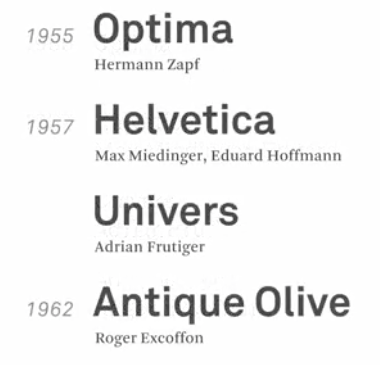 1955 Optima
Hermann Zapf
1957 Helvetica
Max Miedinger, Eduard Hoffmann
Univers
Adrian Frutiger
1962 Antique Olive
Roger Excoffon